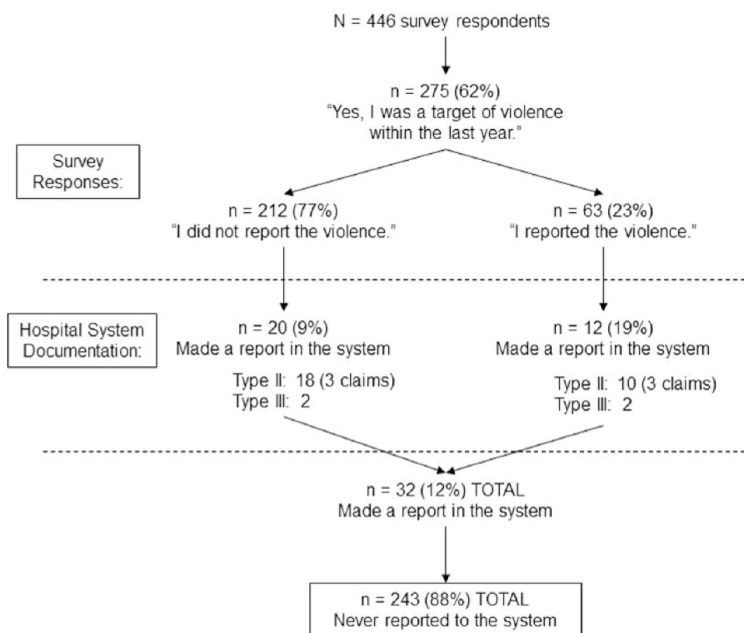 N = 446 survey respondents
n = 275 (62%)
“Yes, I was a target of violence
within the last year.”
Survey
Responses:
n = 212 (77%)
“I did not report the violence.”
n = 63 (23%)
“I reported the violence.”
Hospital System
Documentation:
n = 20 (9%)
Made a report in the system
Type II: 18 (3 claims)
Type III: 2
n = 12 (19%)
Made a report in the system
Type II: 10 (3 claims)
Type III: 2
n = 32 (12%) TOTAL
Made a report in the system
n = 243 (88%) TOTAL
Never reported to the system